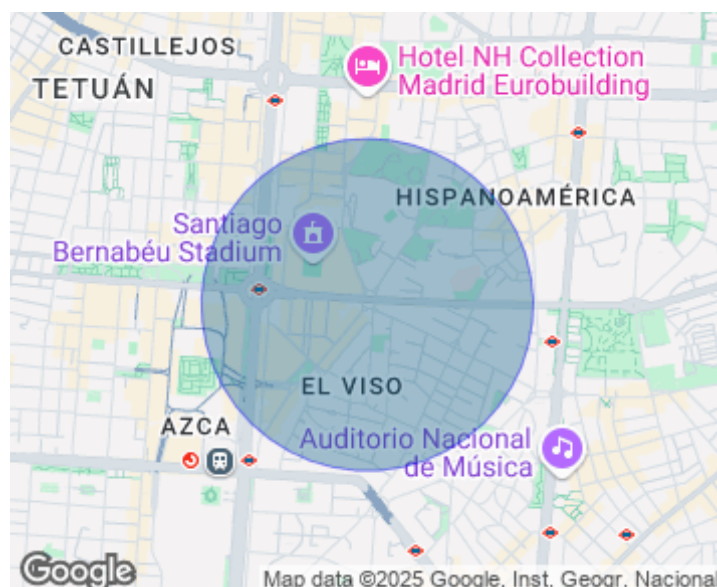 CASTILLEJOS
TETUÁN
Hotel NH Collection
Madrid Eurobuilding
HISPANOAMÉRICA
Santiago
Bernabéu Stadium
EL VISO
AZCA
Auditorio Nacional
de Música
Google
Map data ©2025 Google, Inst. Geogr. Nacional